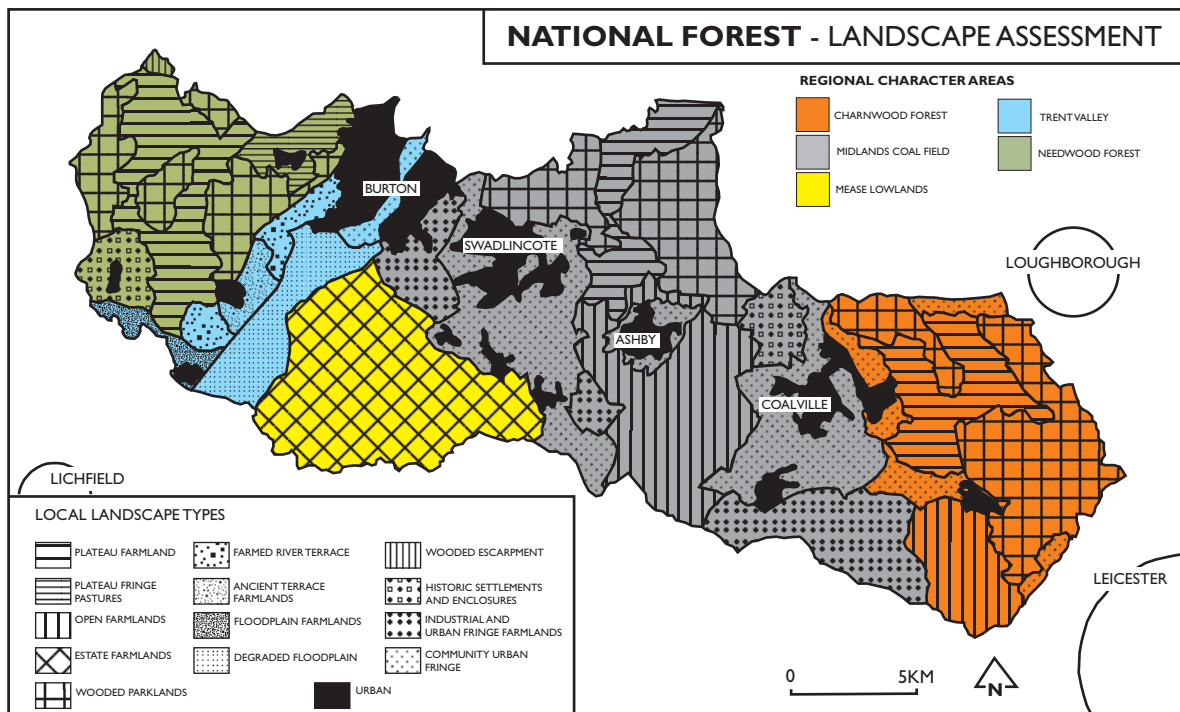 NATIONAL FOREST - LANDSCAPE ASSESSMENT
REGIONAL CHARACTER AREAS
CHARNWOOD FOREST
MIDLANDS COAL FIELD
MEASE LOWLANDS
TRENT VALLEY
NEEDWOOD FOREST
BURTON
SWADLINCOTE
ASHBY
COALVILLE
LOUGHBOROUGH
LICHFIELD
LEICESTER
LOCAL LANDSCAPE TYPES
PLATEAU FARMLAND
PLATEAU FRINGE
PASTURES
OPEN FARMLANDS
ESTATE FARMLANDS
WOODED PARKLANDS
FARMED RIVER TERRACE
ANCIENT TERRACE
FARMLANDS
FLOODPLAIN FARMLANDS
DEGRADED FLOODPLAIN
URBAN
WOODED ESCARPMENT
HISTORIC SETTLEMENTS
AND ENCLOSURES
INDUSTRIAL AND
URBAN FRINGE FARMLANDS
COMMUNITY URBAN
FRINGE
0 5KM
N